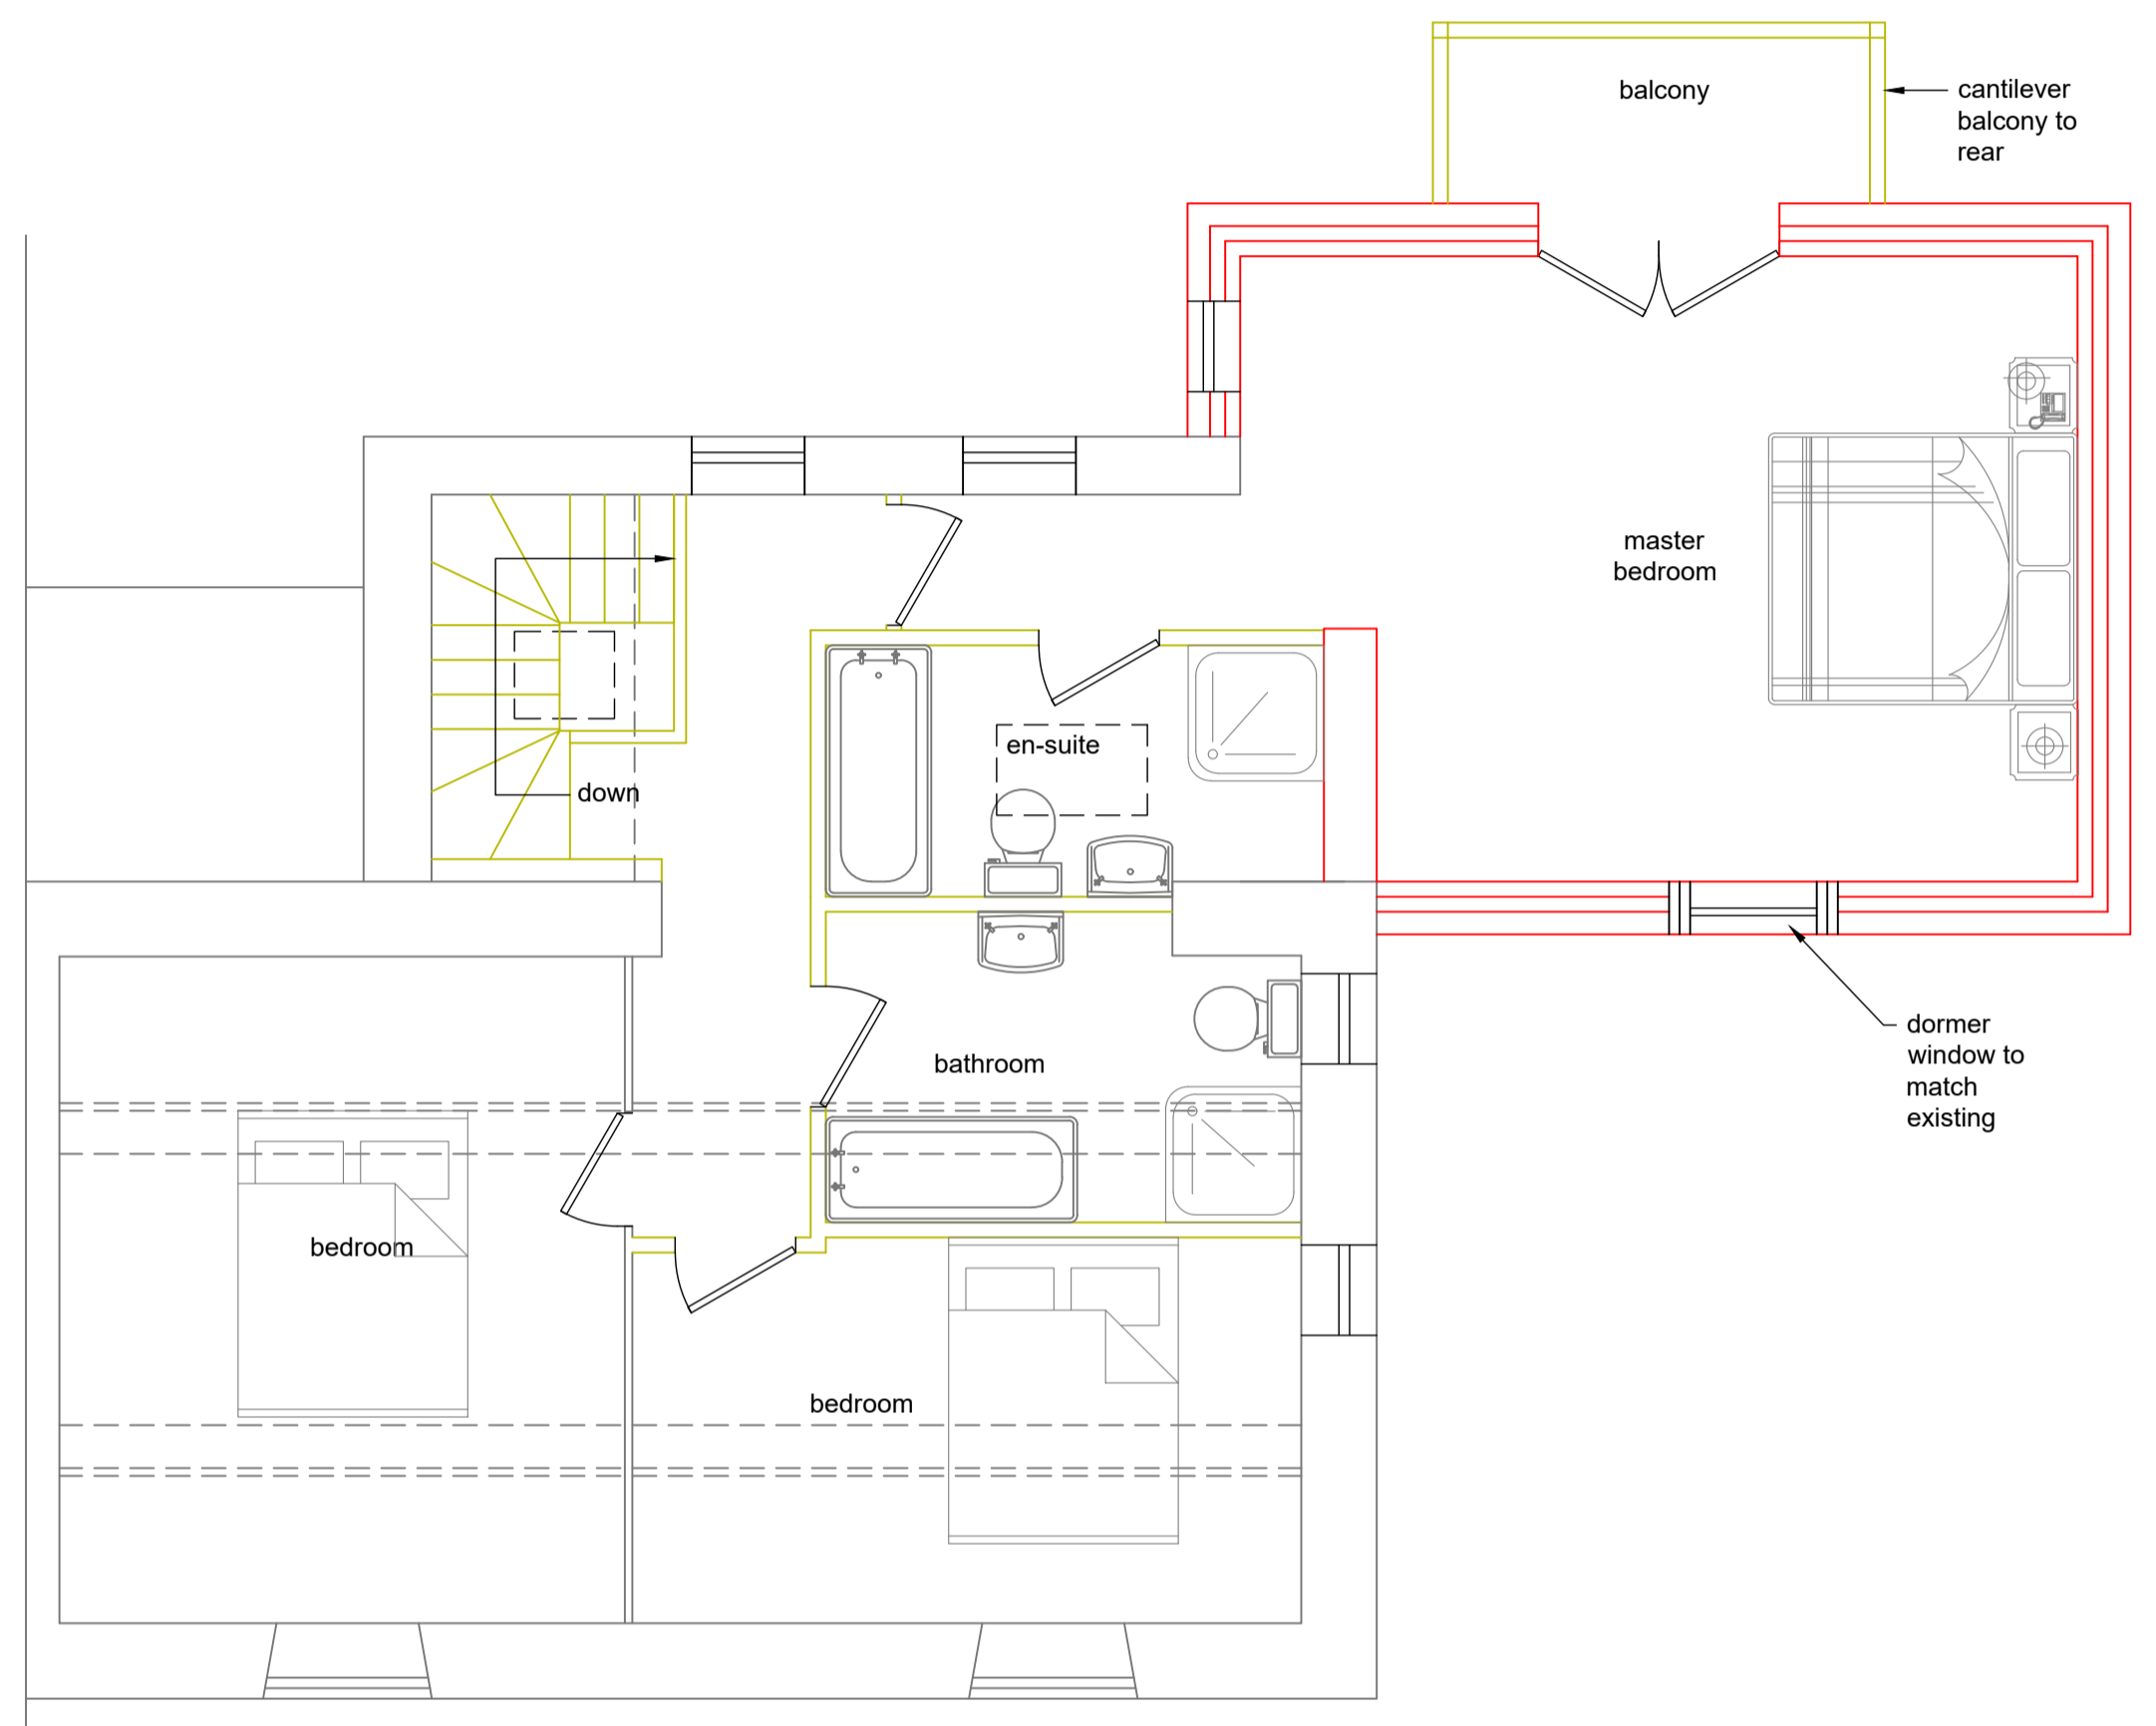 balcony
cantilever
balcony to
rear
master
bedroom
en-suite
down
bathroom
dormer
window to
match
existing
bedroom
bedroom